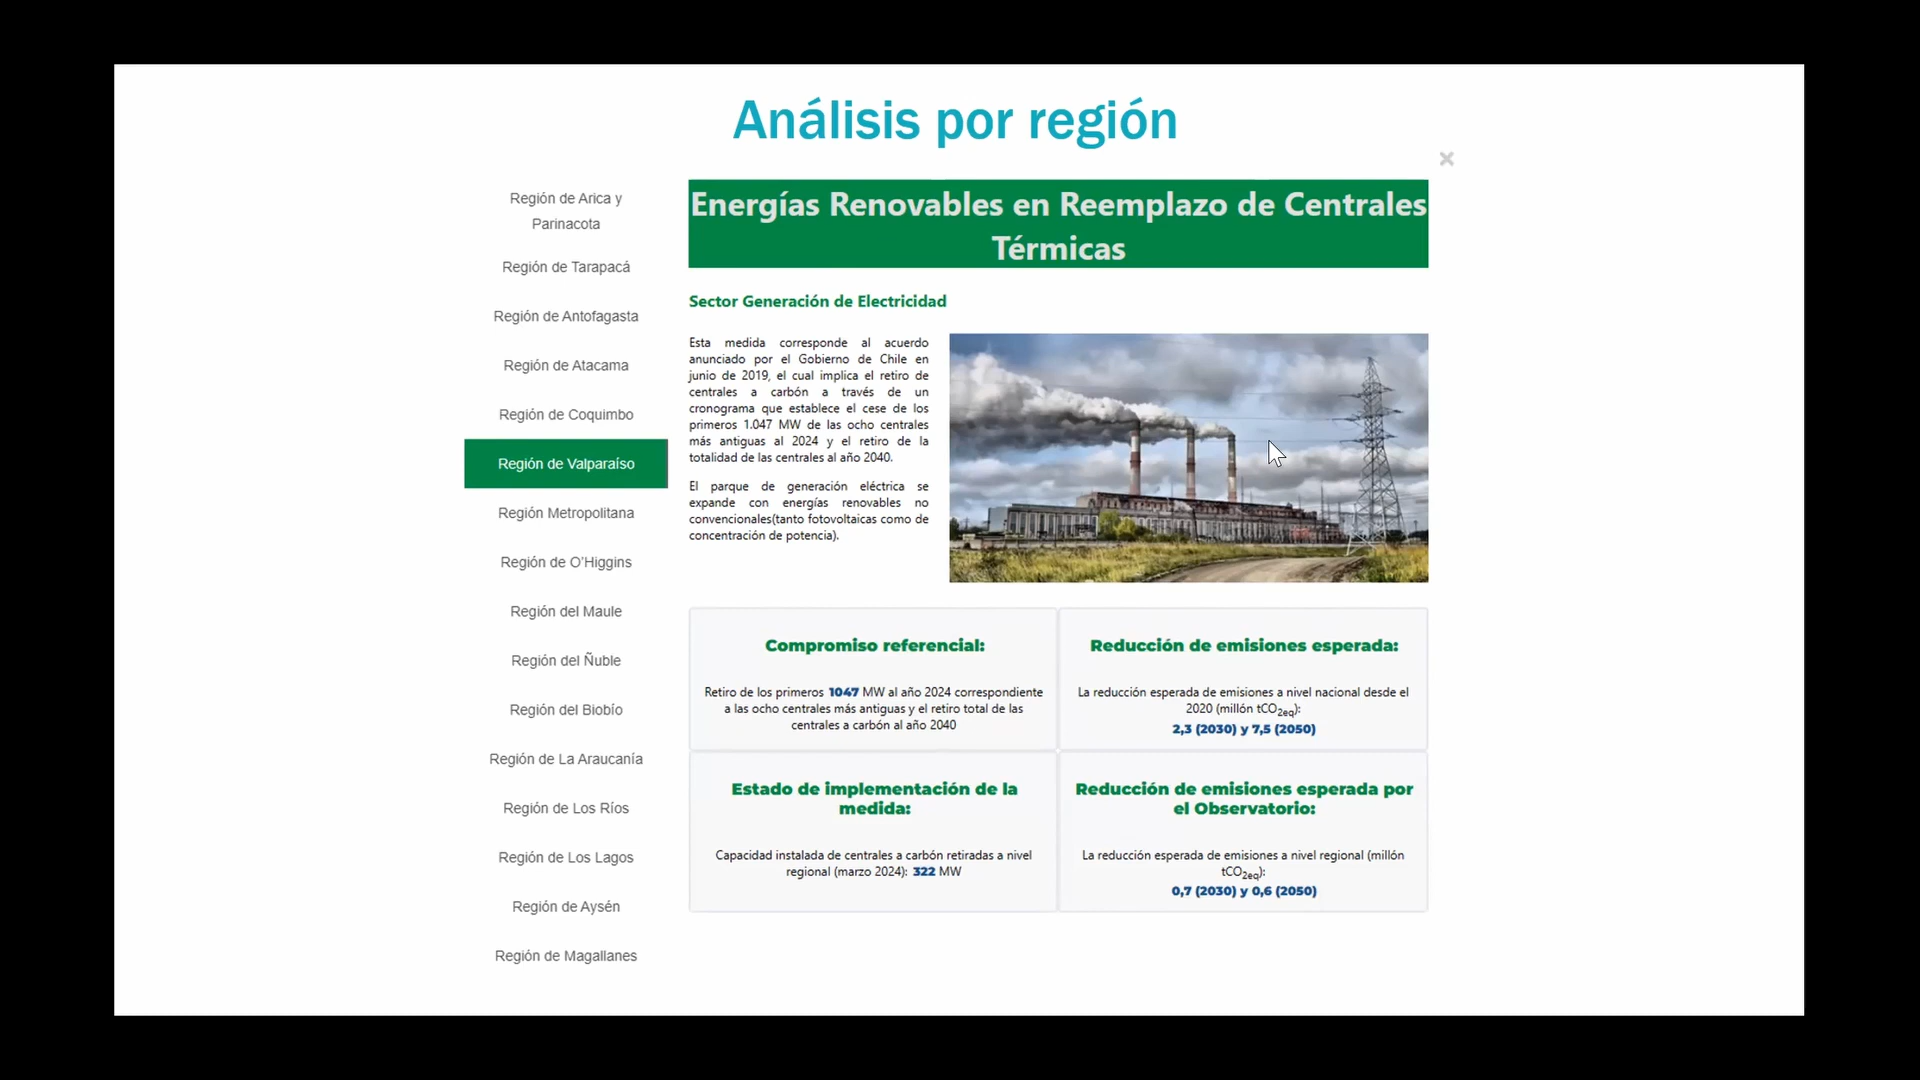 Análisis por región
Región de Arica y
Parinacota
Región de Tarapacá
Región de Antofagasta
Región de Atacama
Región de Coquimbo
Región de Valparaíso
Región Metropolitana
Región de O'Higgins
Región del Maule
Región del Ñuble
Región del Biobío
Región de La Araucanía
Región de Los Ríos
Región de Los Lagos
Región de Aysén
Región de Magallanes
Energías Renovables en Reemplazo de Centrales
Térmicas
Sector Generación de Electricidad
Esta medida corresponde al acuerdo
anunciado por el Gobierno de Chile en
junio de 2019, el cual implica el retiro de
centrales a carbón a través de un
cronograma que establece el cese de los
primeros 1.047 MW de las ocho centrales
más antiguas al 2024 y el retiro de la
totalidad de las centrales al año 2040.
El parque de generación eléctrica se
expande con energías renovables no
convencionales(tanto fotovoltaicas como de
concentración de potencia).
Compromiso referencial:
Retiro de los primeros 1047 MW al año 2024 correspondiente
a las ocho centrales más antiguas y el retiro total de las
centrales a carbón al año 2040
Reducción de emisiones esperada:
La reducción esperada de emisiones a nivel nacional desde el
2020 (millón tCO2eq):
2,3 (2030) y 7,5 (2050)
Estado de implementación de la
medida:
Capacidad instalada de centrales a carbón retiradas a nivel
regional (marzo 2024): 322 MW
Reducción de emisiones esperada por
el Observatorio:
La reducción esperada de emisiones a nivel regional (millón
tCO2eq):
0,7 (2030) y 0,6 (2050)